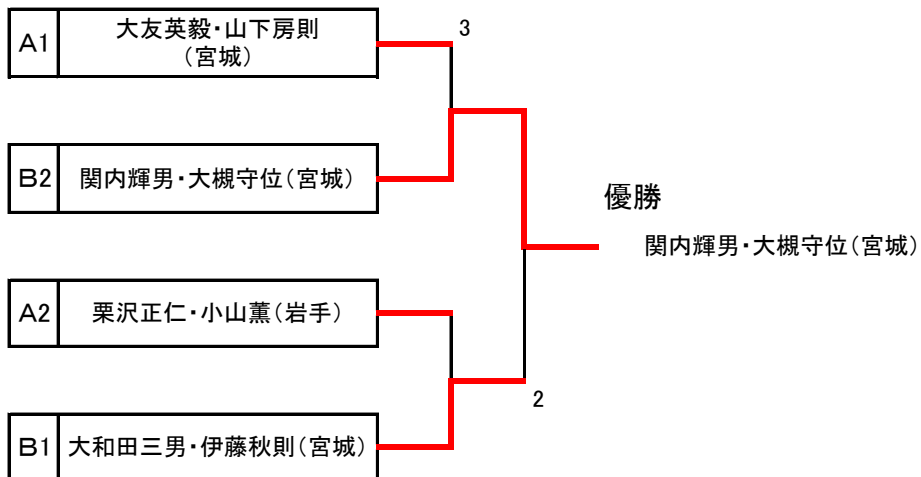 A1
大友英毅・山下房則
(宮城)
3
B2
関内輝男・大槻守位(宮城)
優勝
関内輝男・大槻守位(宮城)
A2
栗沢正仁・小山薫(岩手)
2
B1
大和田三男・伊藤秋則(宮城)